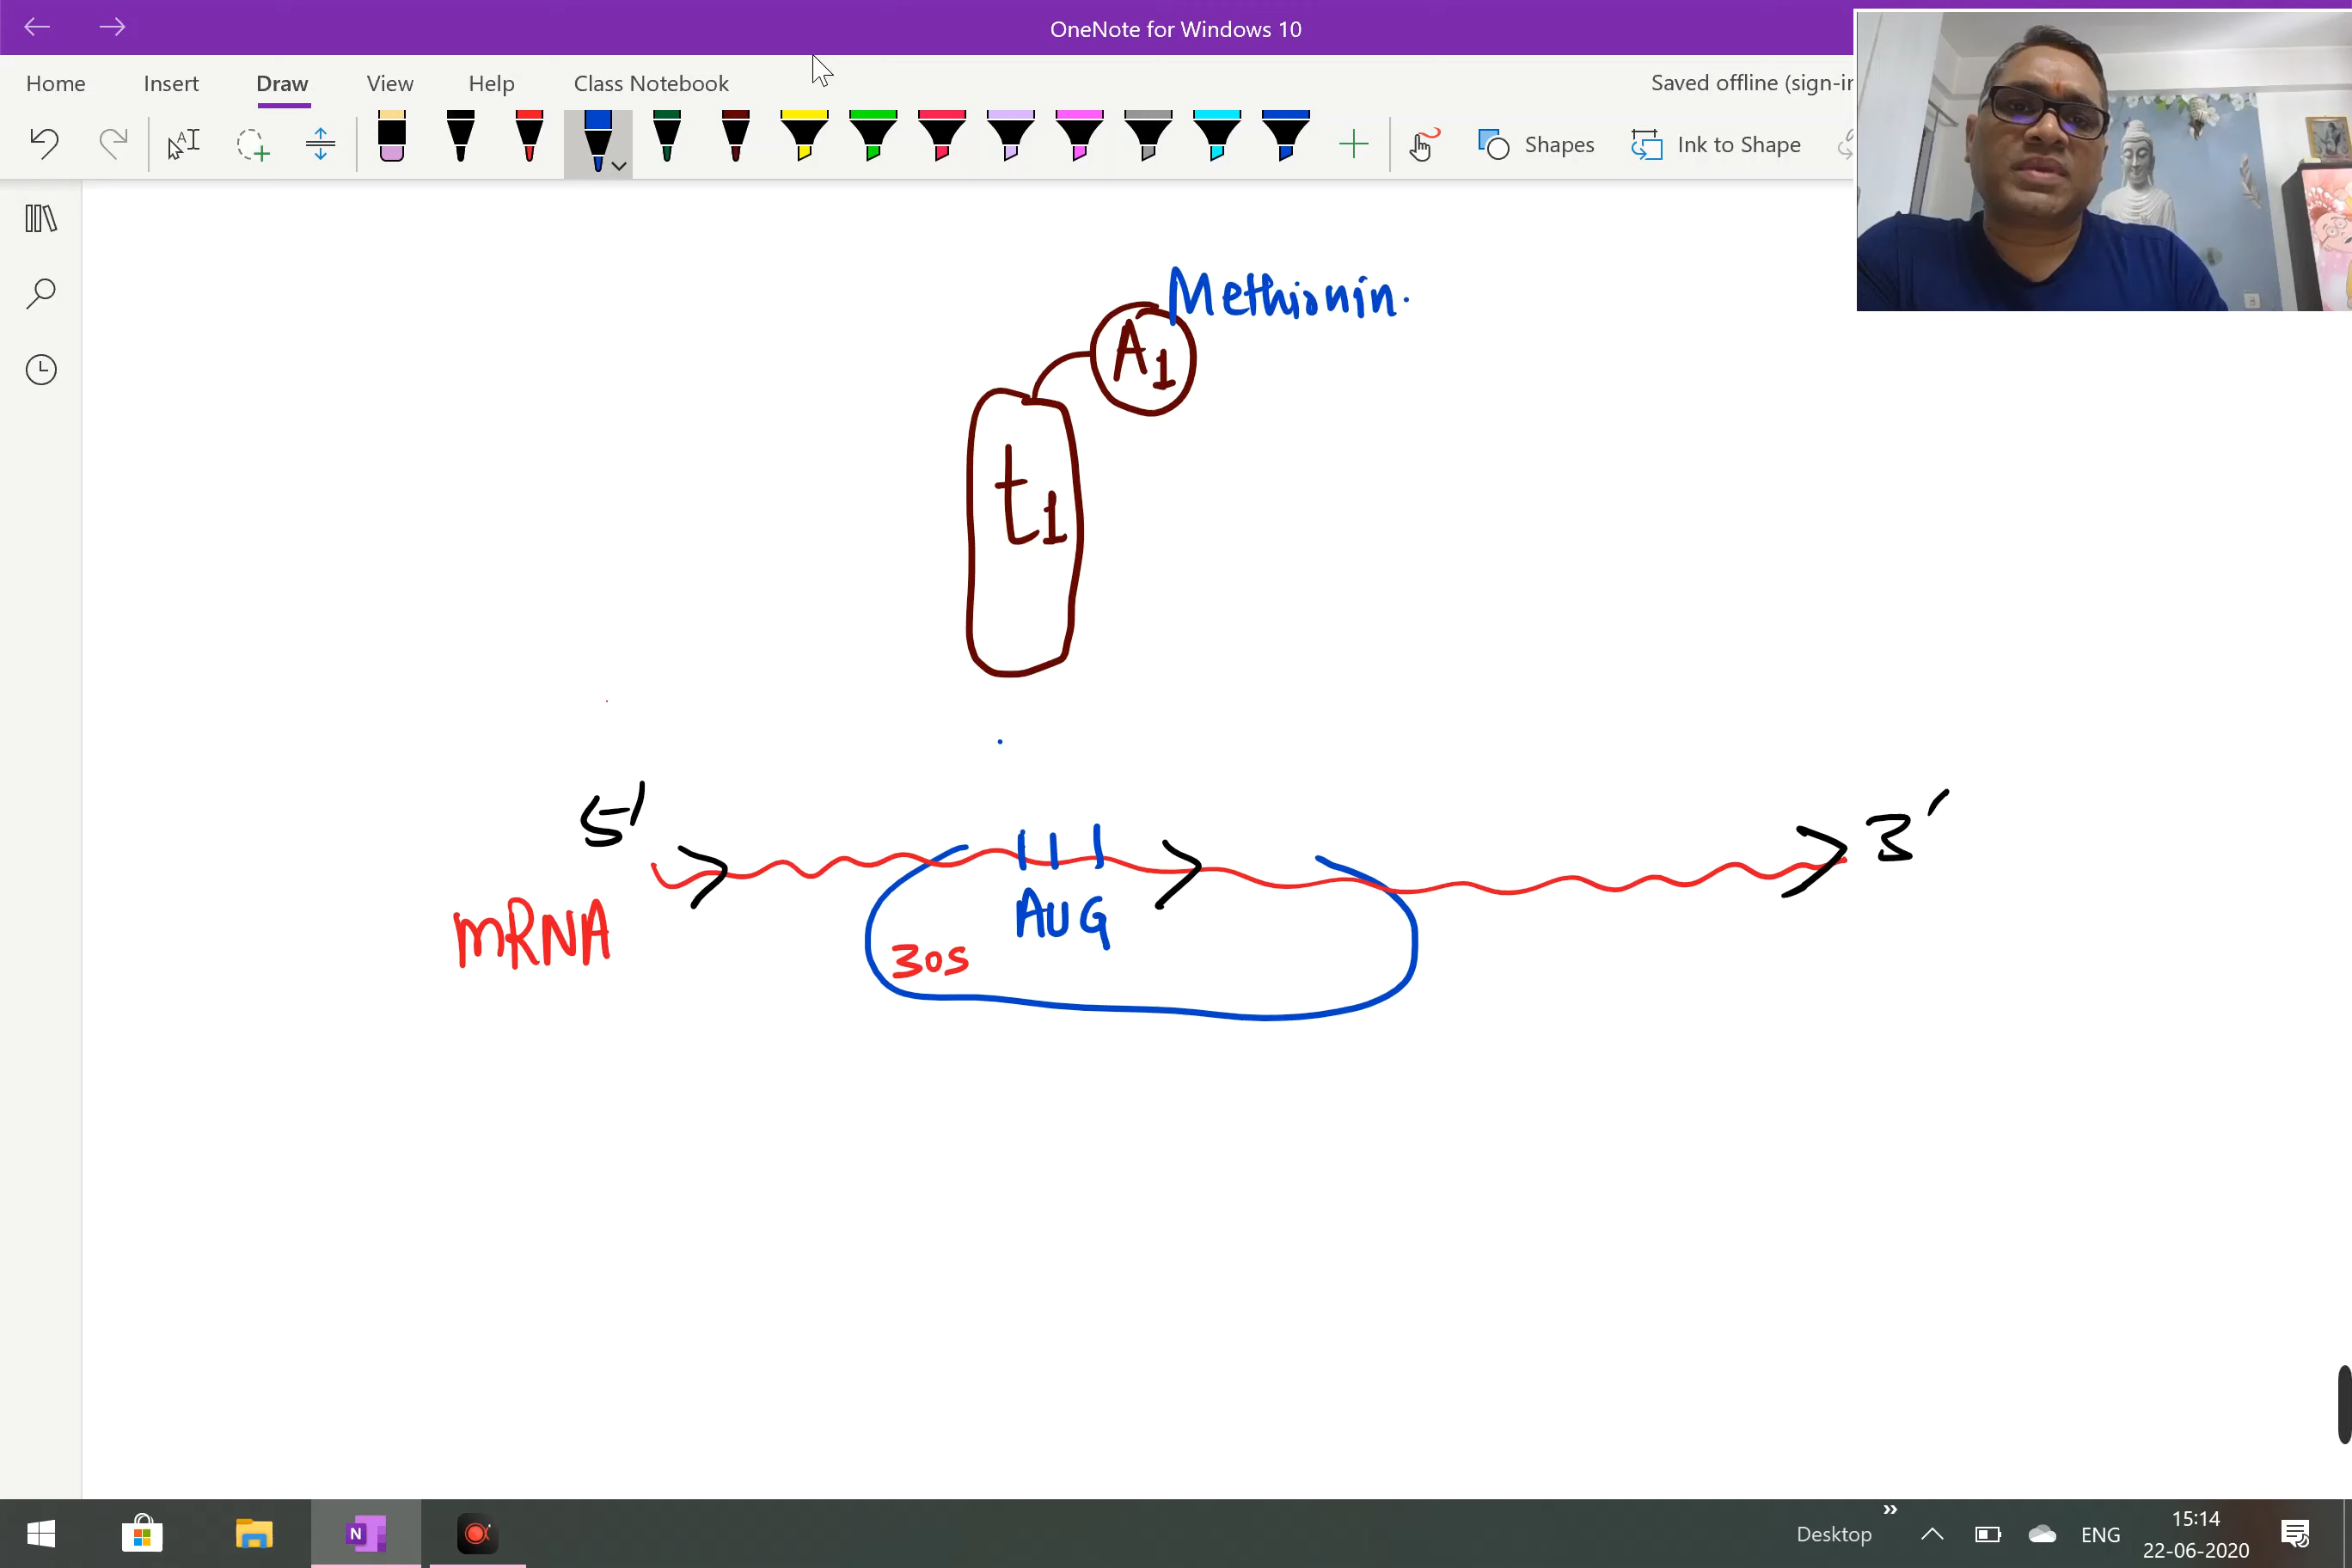 OneNote for Windows 10
Home Insert Draw View Help Class Notebook
Saved offline (sign-in
Shapes Ink to Shape
Methionin.
A1
t1
5' 3'
AUG
mRNA
30s
Desktop ENG
15:14
22-06-2020